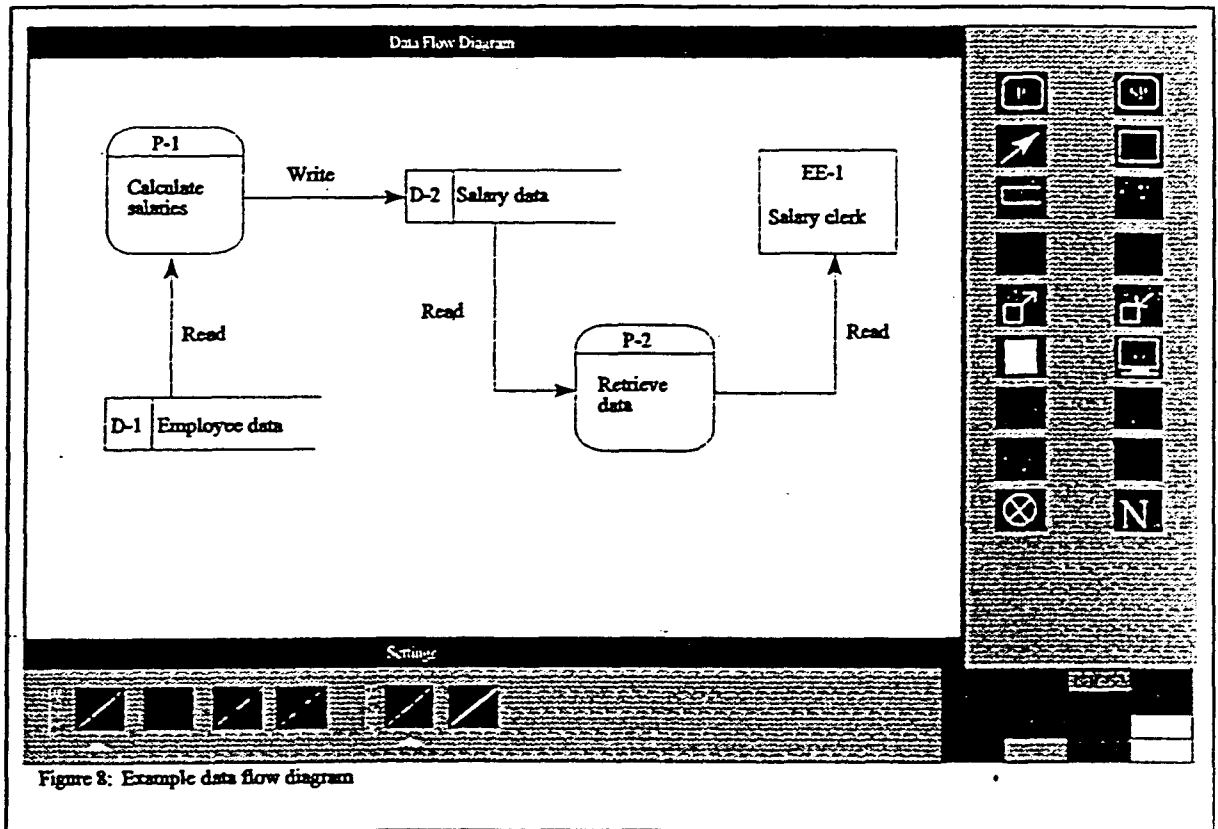 Data Flow Diagram
P-1
Calculate
salaries
Write
D-2 Salary data
EE-1
Salary clerk
Read
Read
P-2
Retrieve
data
Read
D-1 Employee data
P
SP
N
Settings
Figure 8: Example data flow diagram